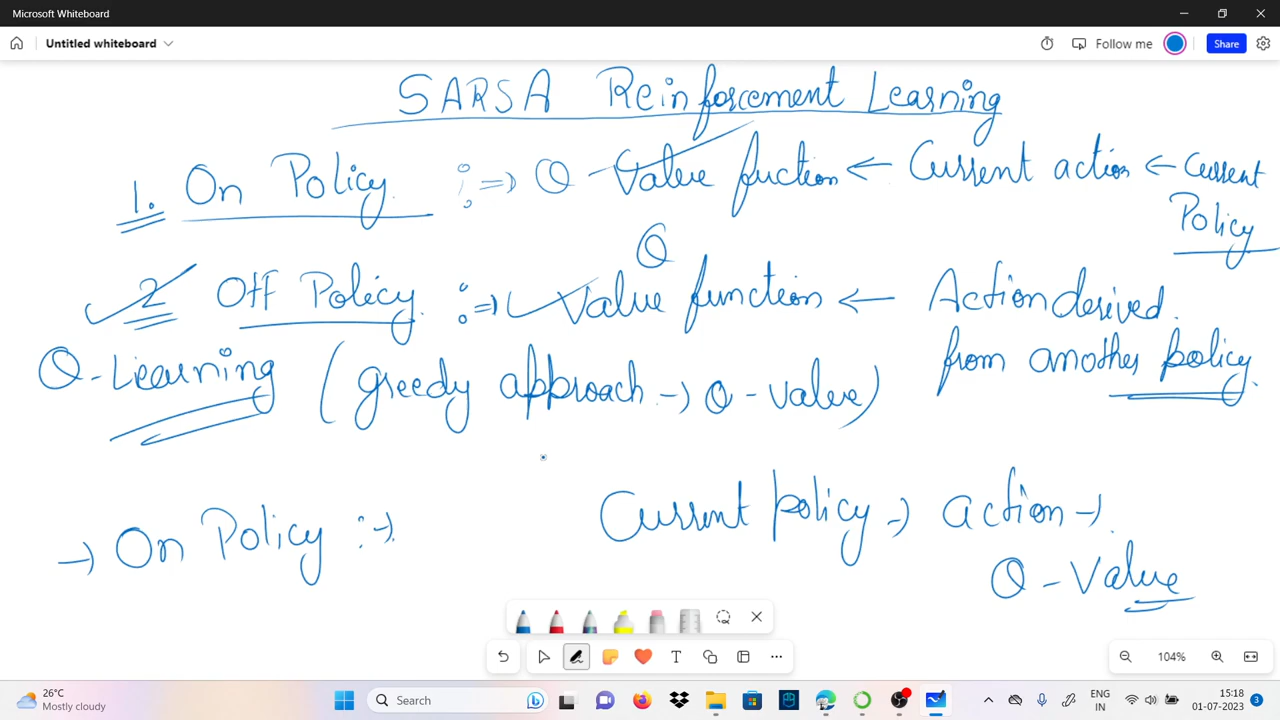 Microsoft Whiteboard
Untitled whiteboard
Follow me
Share
SARSA Reinforcement Learning
1. On Policy :=> Q-Value fuction <- Current action <- Current Policy
Q
2 Off Policy :=> Value function <- Action derived from another policy
Q-Learning (greedy approach -> Q-value)
-> On Policy :->
Current policy -> action -> Q-Value
104%
26°C
Mostly cloudy
Search
ENG
IN
15:18
01-07-2023
3